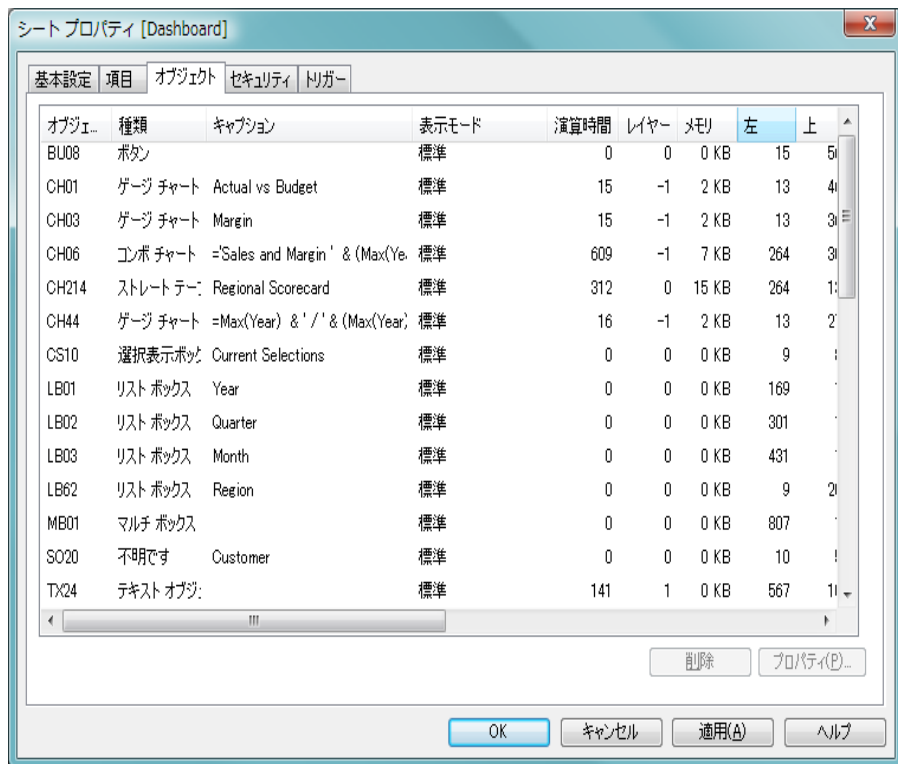 シート プロパティ [Dashboard]
基本設定 項目 オブジェクト セキュリティ トリガー
オブジェ... 種類 キャプション 表示モード 演算時間 レイヤー メモリ 左 上
BU08 ボタン 標準 0 0 0 KB 15
CH01 ゲージ チャート Actual vs Budget 標準 15 -1 2 KB 13
CH03 ゲージ チャート Margin 標準 15 -1 2 KB 13
CH06 コンボ チャート ='Sales and Margin ' & (Max(Ye 標準 609 -1 7 KB 264
CH214 ストレート テー Regional Scorecard 標準 312 0 15 KB 264
CH44 ゲージ チャート =Max(Year) & ' / ' & (Max(Year) 標準 16 -1 2 KB 13
CS10 選択表示ボック Current Selections 標準 0 0 0 KB 9
LB01 リスト ボックス Year 標準 0 0 0 KB 169
LB02 リスト ボックス Quarter 標準 0 0 0 KB 301
LB03 リスト ボックス Month 標準 0 0 0 KB 431
LB62 リスト ボックス Region 標準 0 0 0 KB 9
MB01 マルチ ボックス 標準 0 0 0 KB 807
SO20 不明です Customer 標準 0 0 0 KB 10
TX24 テキスト オブジェ 標準 141 1 0 KB 567
削除 プロパティ(P)...
OK キャンセル 適用(A) ヘルプ